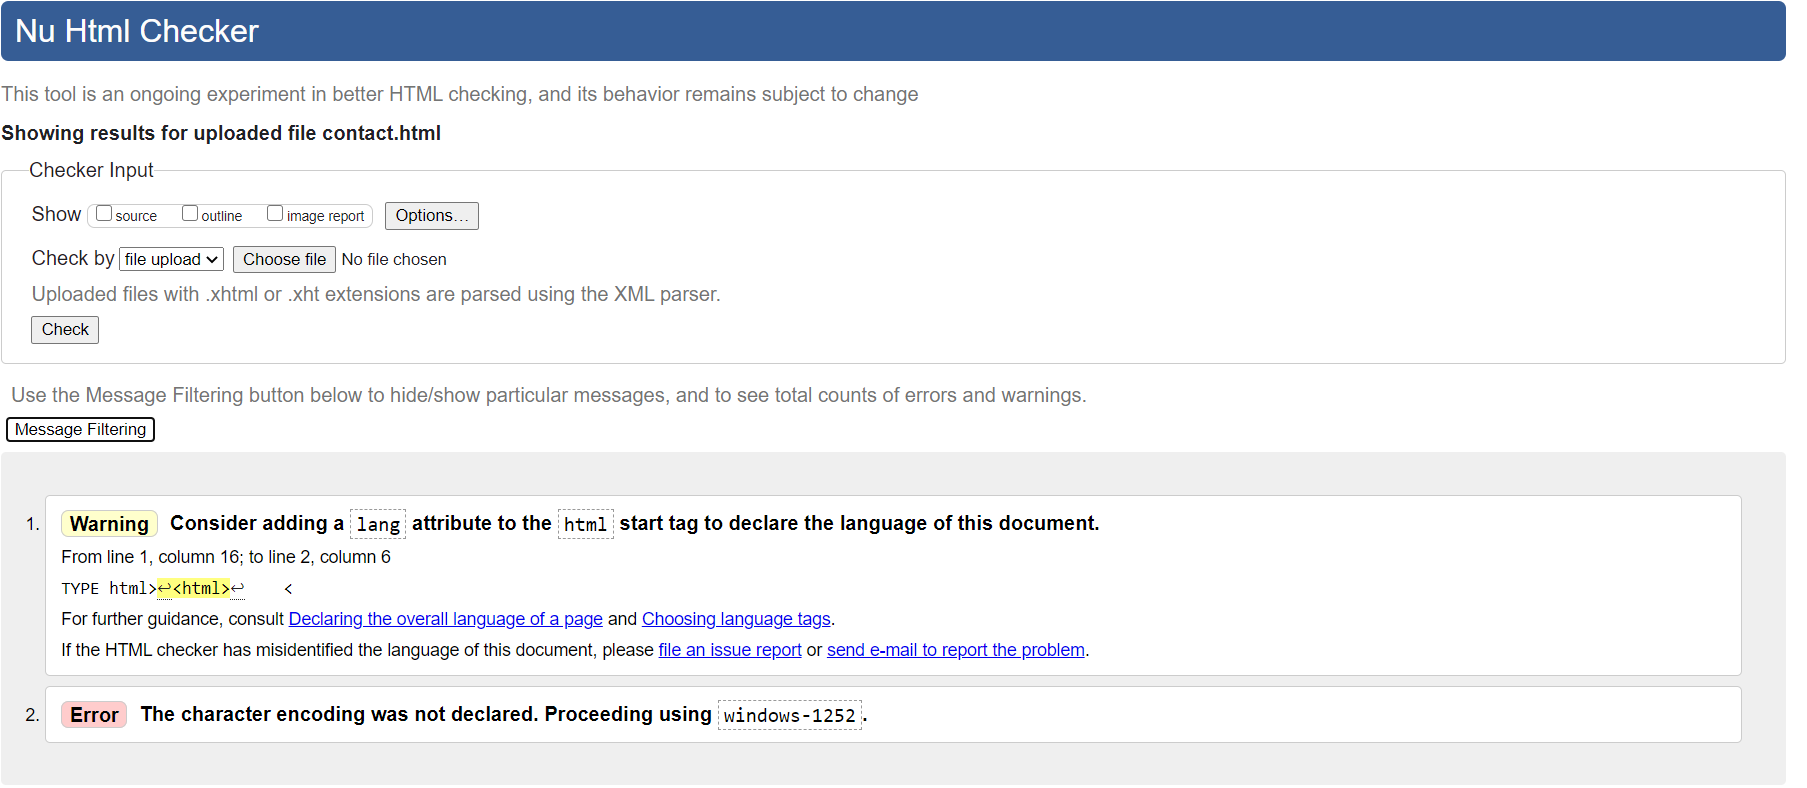 Nu Html Checker
This tool is an ongoing experiment in better HTML checking, and its behavior remains subject to change
Showing results for uploaded file contact.html
Checker Input
Show source outline image report Options...
Check by file upload Choose file No file chosen
Uploaded files with .xhtml or .xht extensions are parsed using the XML parser.
Check
Use the Message Filtering button below to hide/show particular messages, and to see total counts of errors and warnings.
Message Filtering
1. Warning Consider adding a lang attribute to the html start tag to declare the language of this document.
From line 1, column 16; to line 2, column 6
TYPE html>↩<html>↩    <
For further guidance, consult Declaring the overall language of a page and Choosing language tags.
If the HTML checker has misidentified the language of this document, please file an issue report or send e-mail to report the problem.
2. Error The character encoding was not declared. Proceeding using windows-1252.